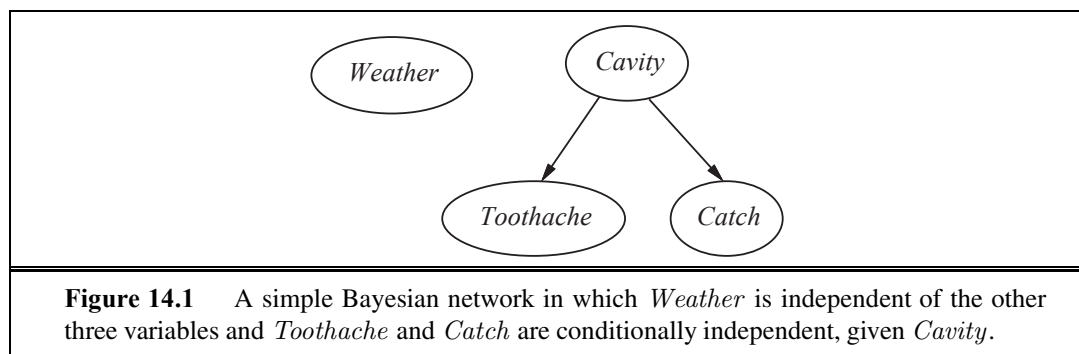 Weather
Cavity
Toothache
Catch
Figure 14.1 A simple Bayesian network in which Weather is independent of the other
three variables and Toothache and Catch are conditionally independent, given Cavity.